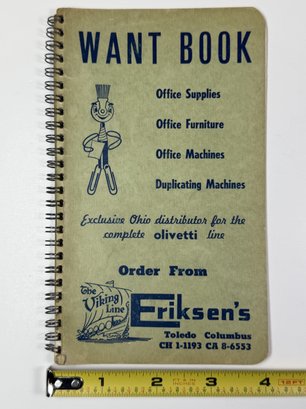 WANT BOOK
Office Supplies
Office Furniture
Office Machines
Duplicating Machines
Exclusive Ohio distributor for the
complete olivetti line
Order From
The
Viking
Line
Eriksen's
Toledo Columbus
CH 1-1193 CA 8-6553
1 2 3 4